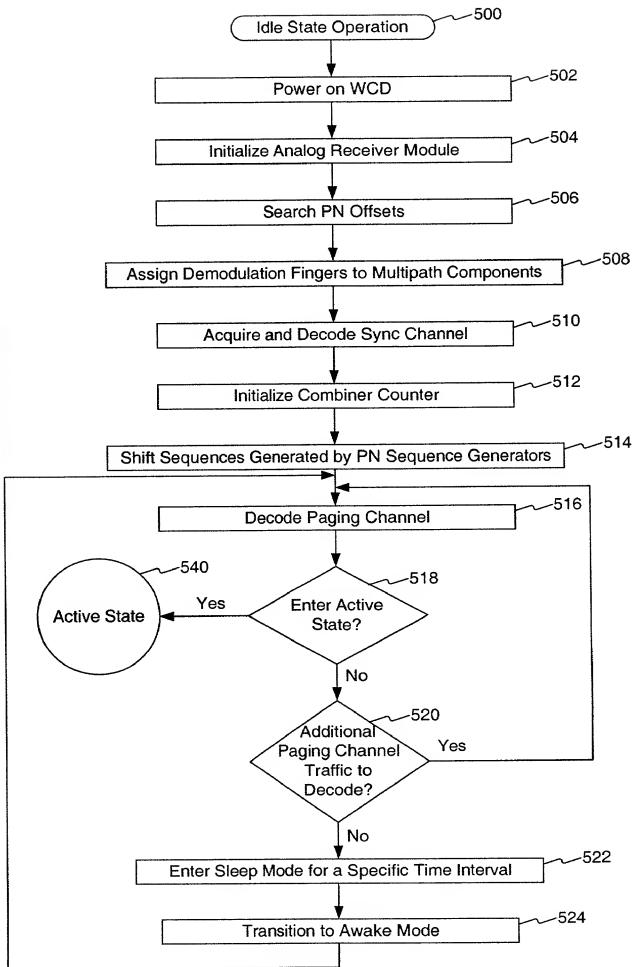 Idle State Operation
500
Power on WCD
502
Initialize Analog Receiver Module
504
Search PN Offsets
506
Assign Demodulation Fingers to Multipath Components
508
Acquire and Decode Sync Channel
510
Initialize Combiner Counter
512
Shift Sequences Generated by PN Sequence Generators
514
Decode Paging Channel
516
540
Active State
Yes
Enter Active
State?
518
No
520
Additional
Paging Channel
Traffic to
Decode?
Yes
No
Enter Sleep Mode for a Specific Time Interval
522
Transition to Awake Mode
524